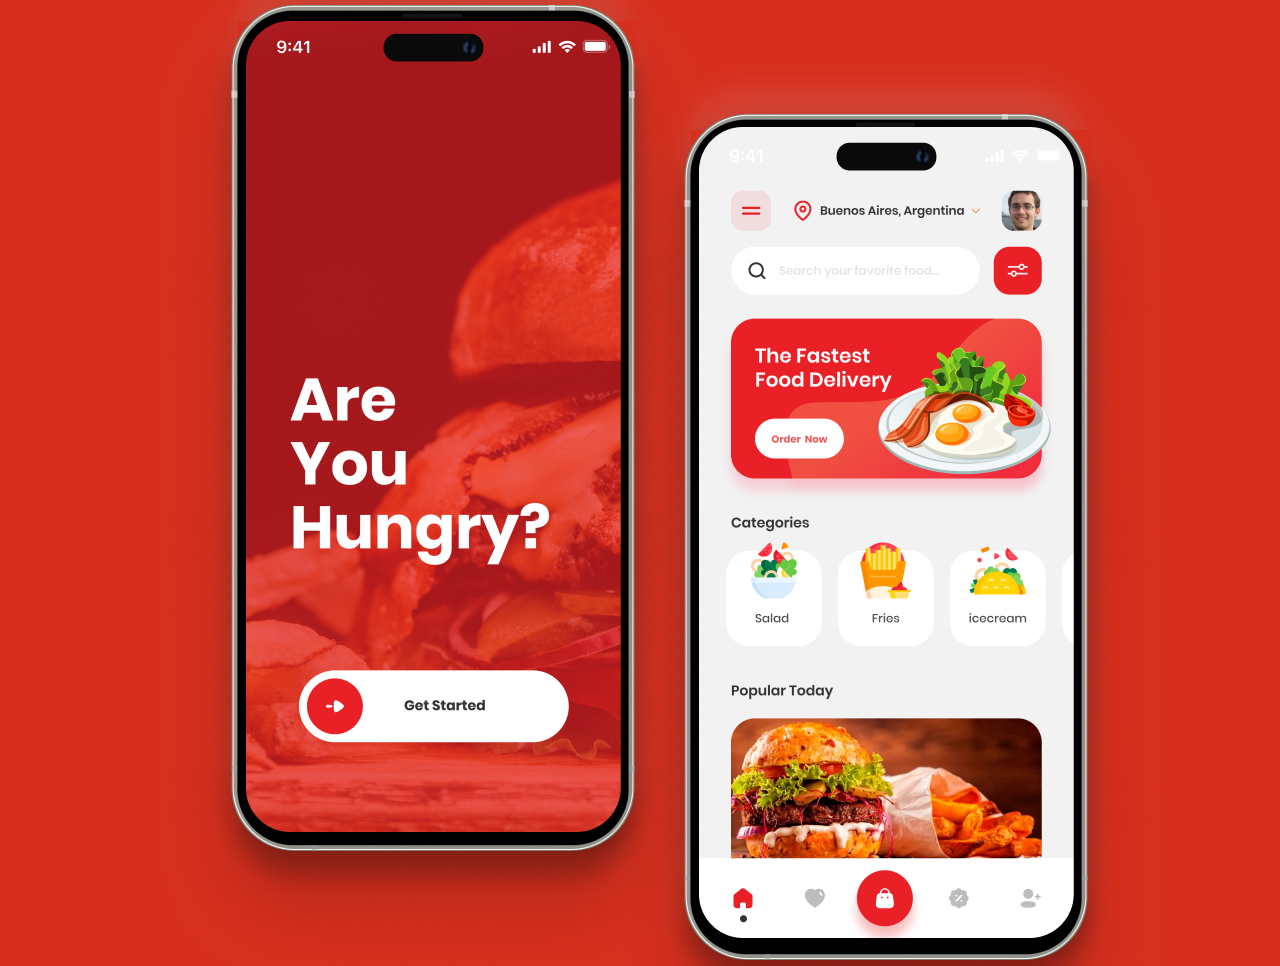 9:41
Are
You
Hungry?
Get Started
9:41
Buenos Aires, Argentina
Search your favorite food...
The Fastest
Food Delivery
Order Now
Categories
Salad
Fries
icecream
Popular Today